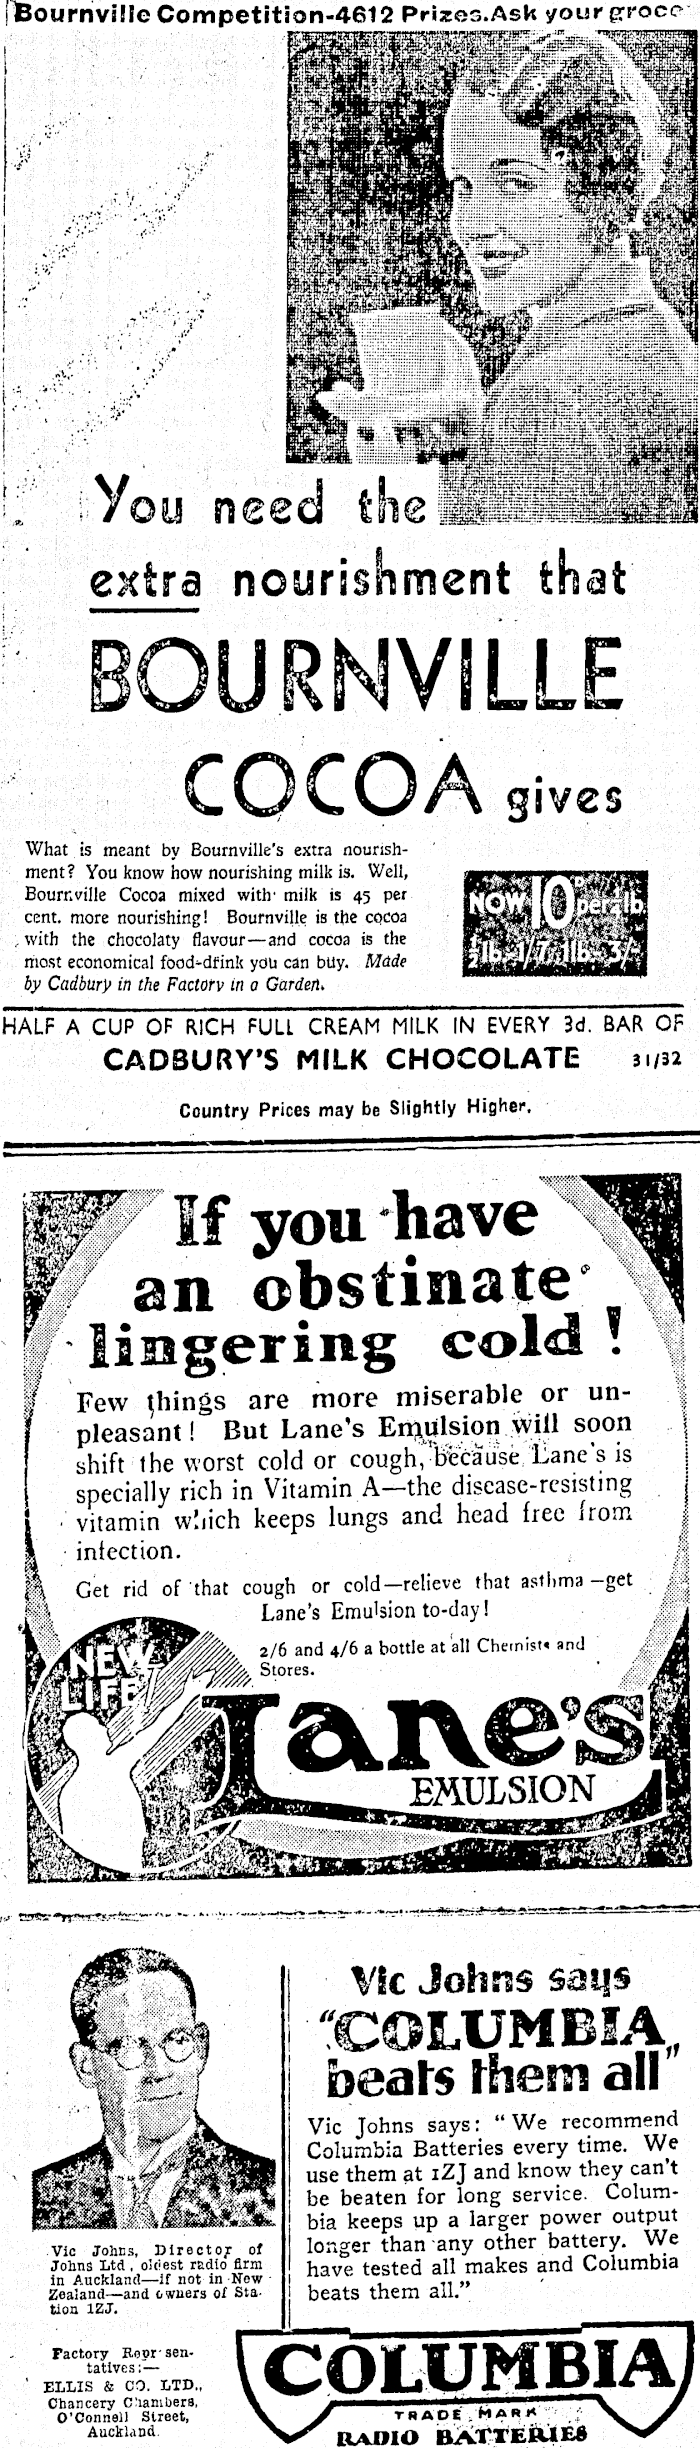 Bournville Competition-4612 Prizes.Ask your groce
You need the
extra nourishment that
BOURNVILLE
COCOA gives
What is meant by Bournville's extra nourish-
ment? You know how nourishing milk is. Well,
Bournville Cocoa mixed with milk is 45 per
cent. more nourishing! Bournville is the cocoa
with the chocolaty flavour—and cocoa is the
most economical food-drink you can buy. Made
by Cadbury in the Factory in a Garden.
NOW 10D per ½lb
½lb. 1/7, 1lb. 3/-
HALF A CUP OF RICH FULL CREAM MILK IN EVERY 3d. BAR OF
CADBURY'S MILK CHOCOLATE 31/32
Country Prices may be Slightly Higher.
If you have
an obstinate
lingering cold!
Few things are more miserable or un-
pleasant! But Lane's Emulsion will soon
shift the worst cold or cough, because Lane's is
specially rich in Vitamin A—the disease-resisting
vitamin which keeps lungs and head free from
infection.
Get rid of that cough or cold—relieve that asthma—get
Lane's Emulsion to-day!
2/6 and 4/6 a bottle at all Chemists and
Stores.
NEW
LIFE!
Lane's
EMULSION
Vic Johns says
"COLUMBIA
beats them all"
Vic Johns says: "We recommend
Columbia Batteries every time. We
use them at 1ZJ and know they can't
be beaten for long service. Colum-
bia keeps up a larger power output
longer than any other battery. We
have tested all makes and Columbia
beats them all."
Vic Johns, Director of
Johns Ltd, oldest radio firm
in Auckland—if not in New
Zealand—and owners of Sta-
tion 1ZJ.
Factory Represen-
tatives:—
ELLIS & CO. LTD.,
Chancery Chambers,
O'Connell Street,
Auckland.
COLUMBIA
TRADE MARK
RADIO BATTERIES